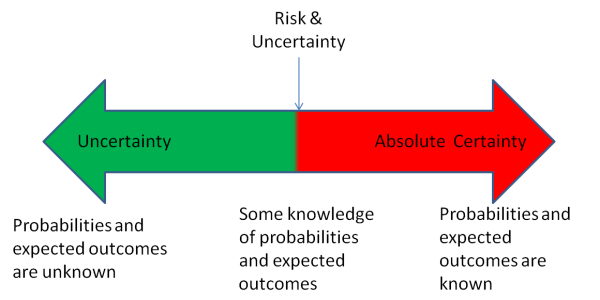 Risk &
Uncertainty
Uncertainty
Absolute Certainty
Probabilities and
expected outcomes
are unknown
Some knowledge
of probabilities
and expected
outcomes
Probabilities and
expected
outcomes are
known